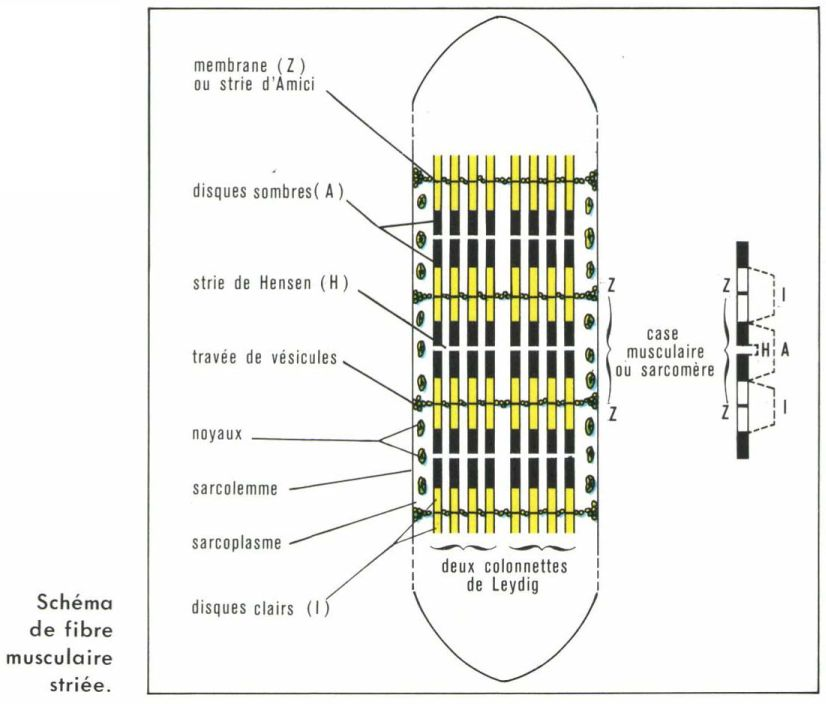 membrane (Z)
ou strie d'Amici
disques sombres (A)
strie de Hensen (H)
travée de vésicules
noyaux
sarcolemme
sarcoplasme
disques clairs (I)
deux colonnettes
de Leydig
Z
Z
case
musculaire
ou sarcomère
Z
Z
I
H A
I
Schéma
de fibre
musculaire
striée.